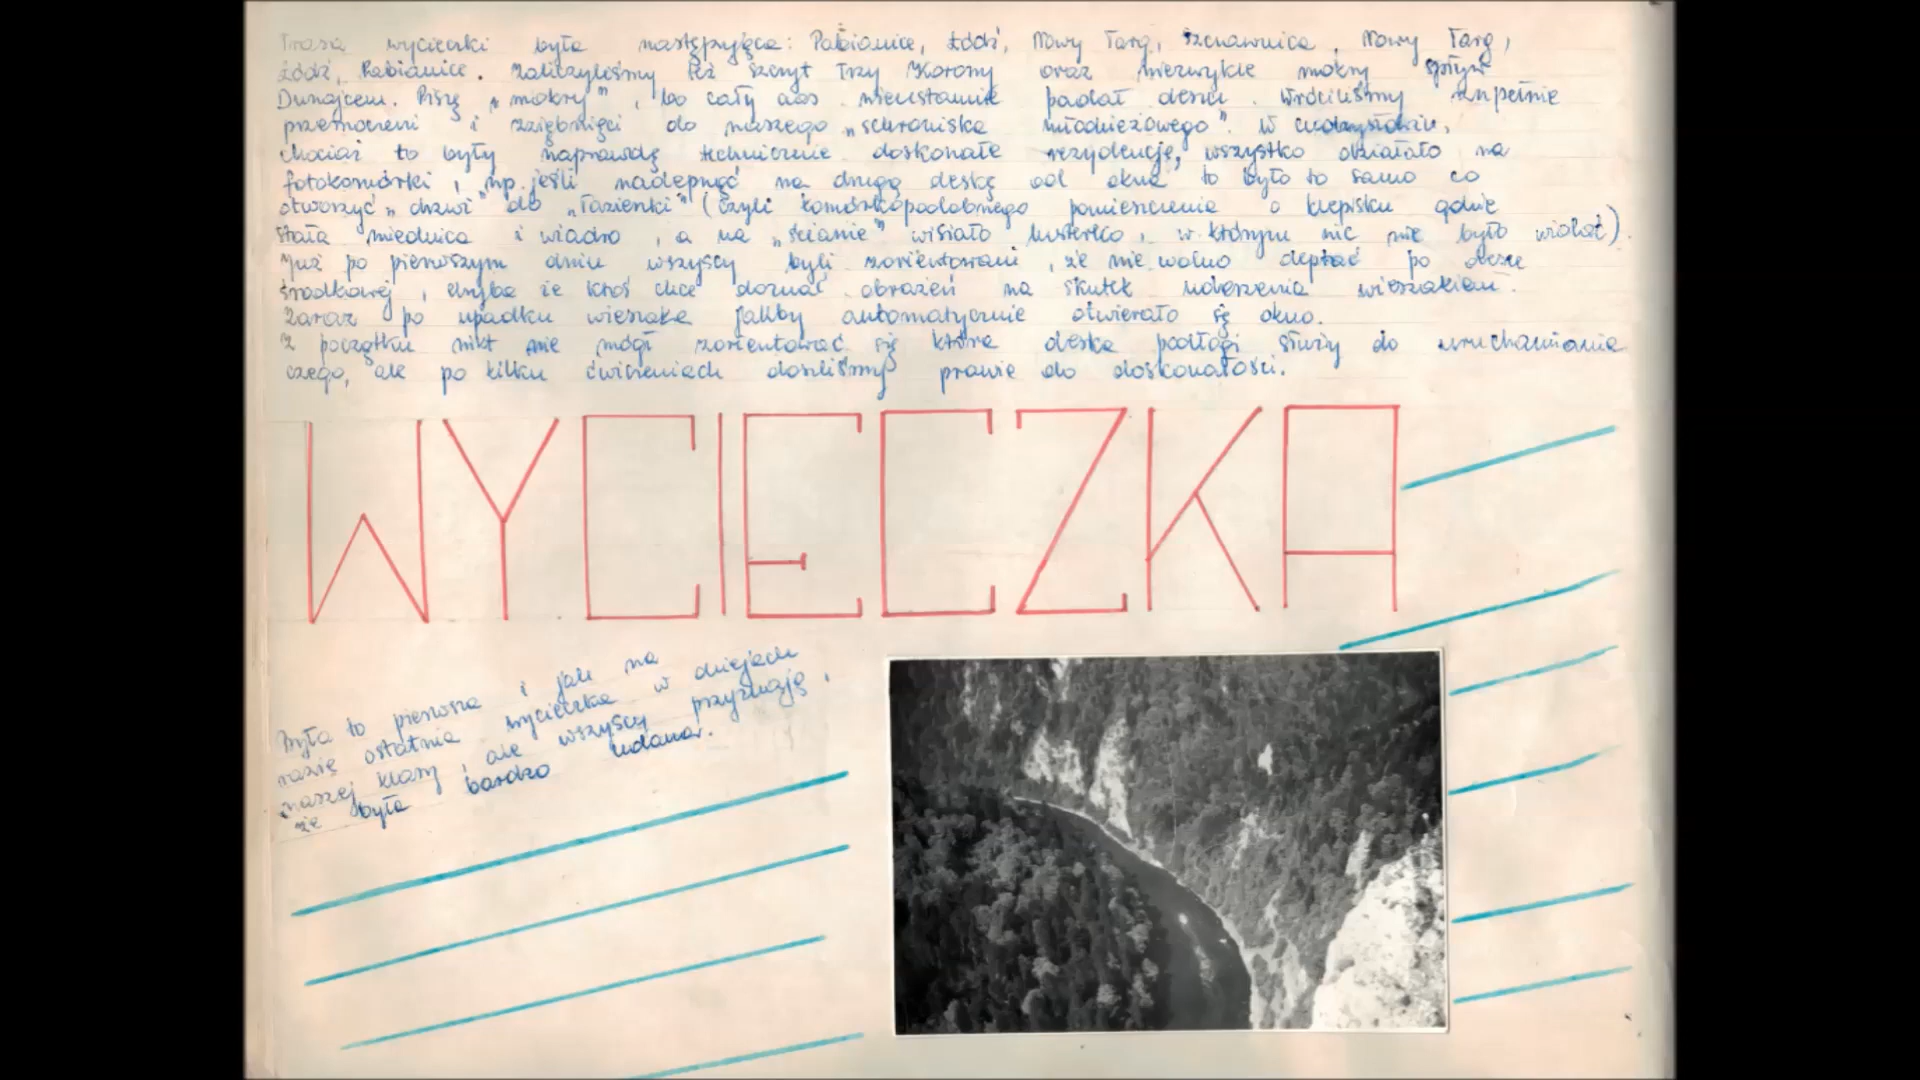 Trasa wycieczki była następująca: Pabianice, Łódź, Nowy Targ, Szczawnica, Nowy Targ,
Łódź, Pabianice. Zaliczyliśmy też szczyt Trzy Korony oraz niezwykle mokry spływ
Dunajcem. Piszę "mokry", bo cały czas nieustannie padał deszcz. Wróciliśmy zupełnie
przemoczeni i zziębnięci do naszego "schroniska młodzieżowego". W cudzysłowie,
chociaż to były naprawdę technicznie doskonałe rezydencje, wszystko działało na
fotokomórki, np. jeśli nadepnąć na drugą deskę od okna to było to samo co
otworzyć "drzwi" do "łazienki" (czyli komórkopodobnego pomieszczenia o klepisku gdzie
stała miednica i wiadro, a na "ścianie" wisiało lusterko, w którym nic nie było widać).
Już po pierwszym dniu wszyscy byli zorientowani, że nie wolno deptać po desce
środkowej, chyba że ktoś chce doznać obrażeń na skutek uderzenia wieszakiem.
Zaraz po upadku wieszaka jakby automatycznie otwierało się okno.
Z początku nikt nie mógł zorientować się która deska podłogi służy do uruchamiania
czego, ale po kilku ćwiczeniach doszliśmy prawie do doskonałości.
WYCIECZKA
Była to pierwsza i jak na
razie ostatnia wycieczka w dziejach
naszej klasy, ale wszyscy przyznają,
że była bardzo udana.